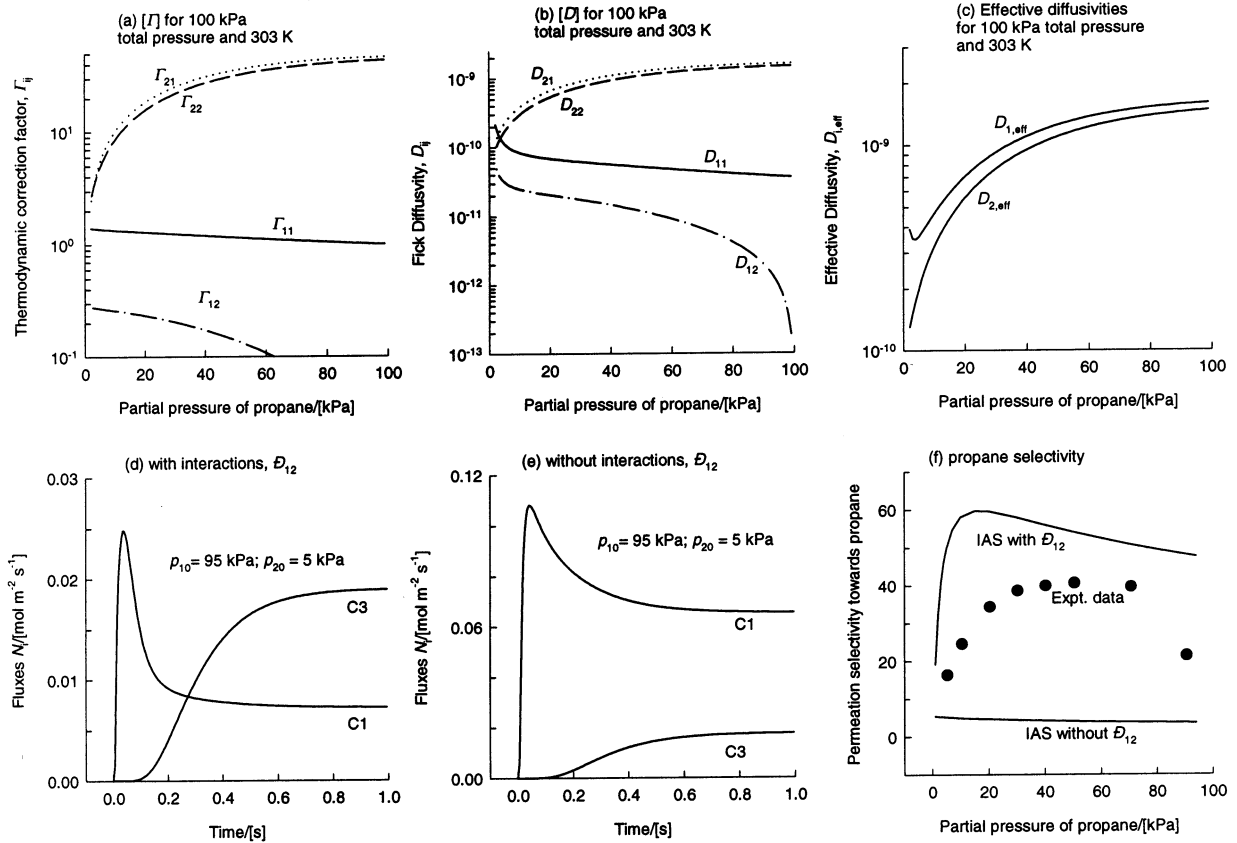 (a) [Γ] for 100 kPa
total pressure and 303 K
Thermodynamic correction factor, Γij
10¹
10⁰
10⁻¹
Γ21
Γ22
Γ11
Γ12
0 20 40 60 80 100
Partial pressure of propane/[kPa]
(b) [D] for 100 kPa
total pressure and 303 K
Fick Diffusvity, Dij
10⁻⁹
10⁻¹⁰
10⁻¹¹
10⁻¹²
10⁻¹³
D21
D22
D11
D12
0 20 40 60 80 100
Partial pressure of propane/[kPa]
(c) Effective diffusivities
for 100 kPa total pressure
and 303 K
Effective Diffusvity, Di,eff
10⁻⁹
10⁻¹⁰
D1,eff
D2,eff
0 20 40 60 80 100
Partial pressure of propane/[kPa]
(d) with interactions, Đ12
Fluxes Ni/[mol m⁻² s⁻¹]
0.03
0.02
0.01
0.00
p10= 95 kPa; p20 = 5 kPa
C3
C1
0.0 0.2 0.4 0.6 0.8 1.0
Time/[s]
(e) without interactions, Đ12
Fluxes Ni/[mol m⁻² s⁻¹]
0.12
0.06
0.00
p10= 95 kPa; p20 = 5 kPa
C1
C3
0.0 0.2 0.4 0.6 0.8 1.0
Time/[s]
(f) propane selectivity
Permeation selectivity towards propane
60
40
20
0
IAS with Đ12
Expt. data
IAS without Đ12
0 20 40 60 80 100
Partial pressure of propane/[kPa]